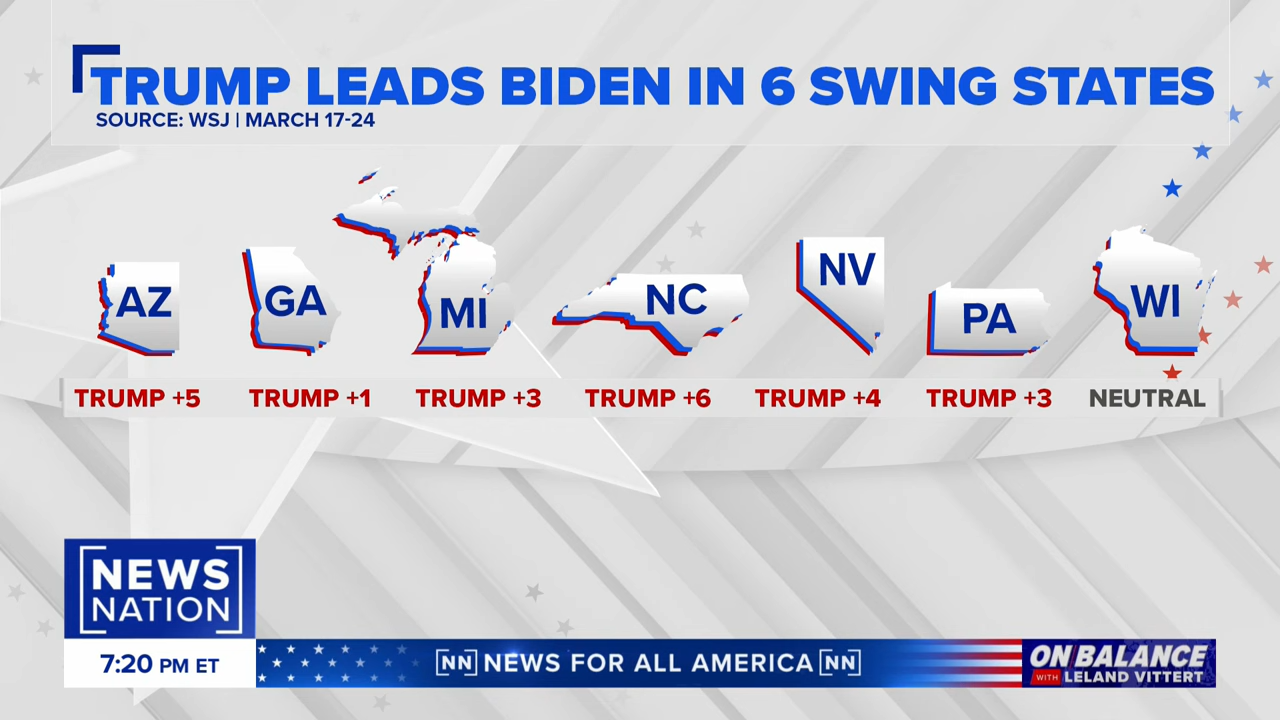 TRUMP LEADS BIDEN IN 6 SWING STATES
SOURCE: WSJ | MARCH 17-24
AZ GA MI NC NV PA WI
TRUMP +5 TRUMP +1 TRUMP +3 TRUMP +6 TRUMP +4 TRUMP +3 NEUTRAL
NEWS
NATION
7:20 PM ET
NN NEWS FOR ALL AMERICA NN
ON BALANCE
WITH LELAND VITTERT